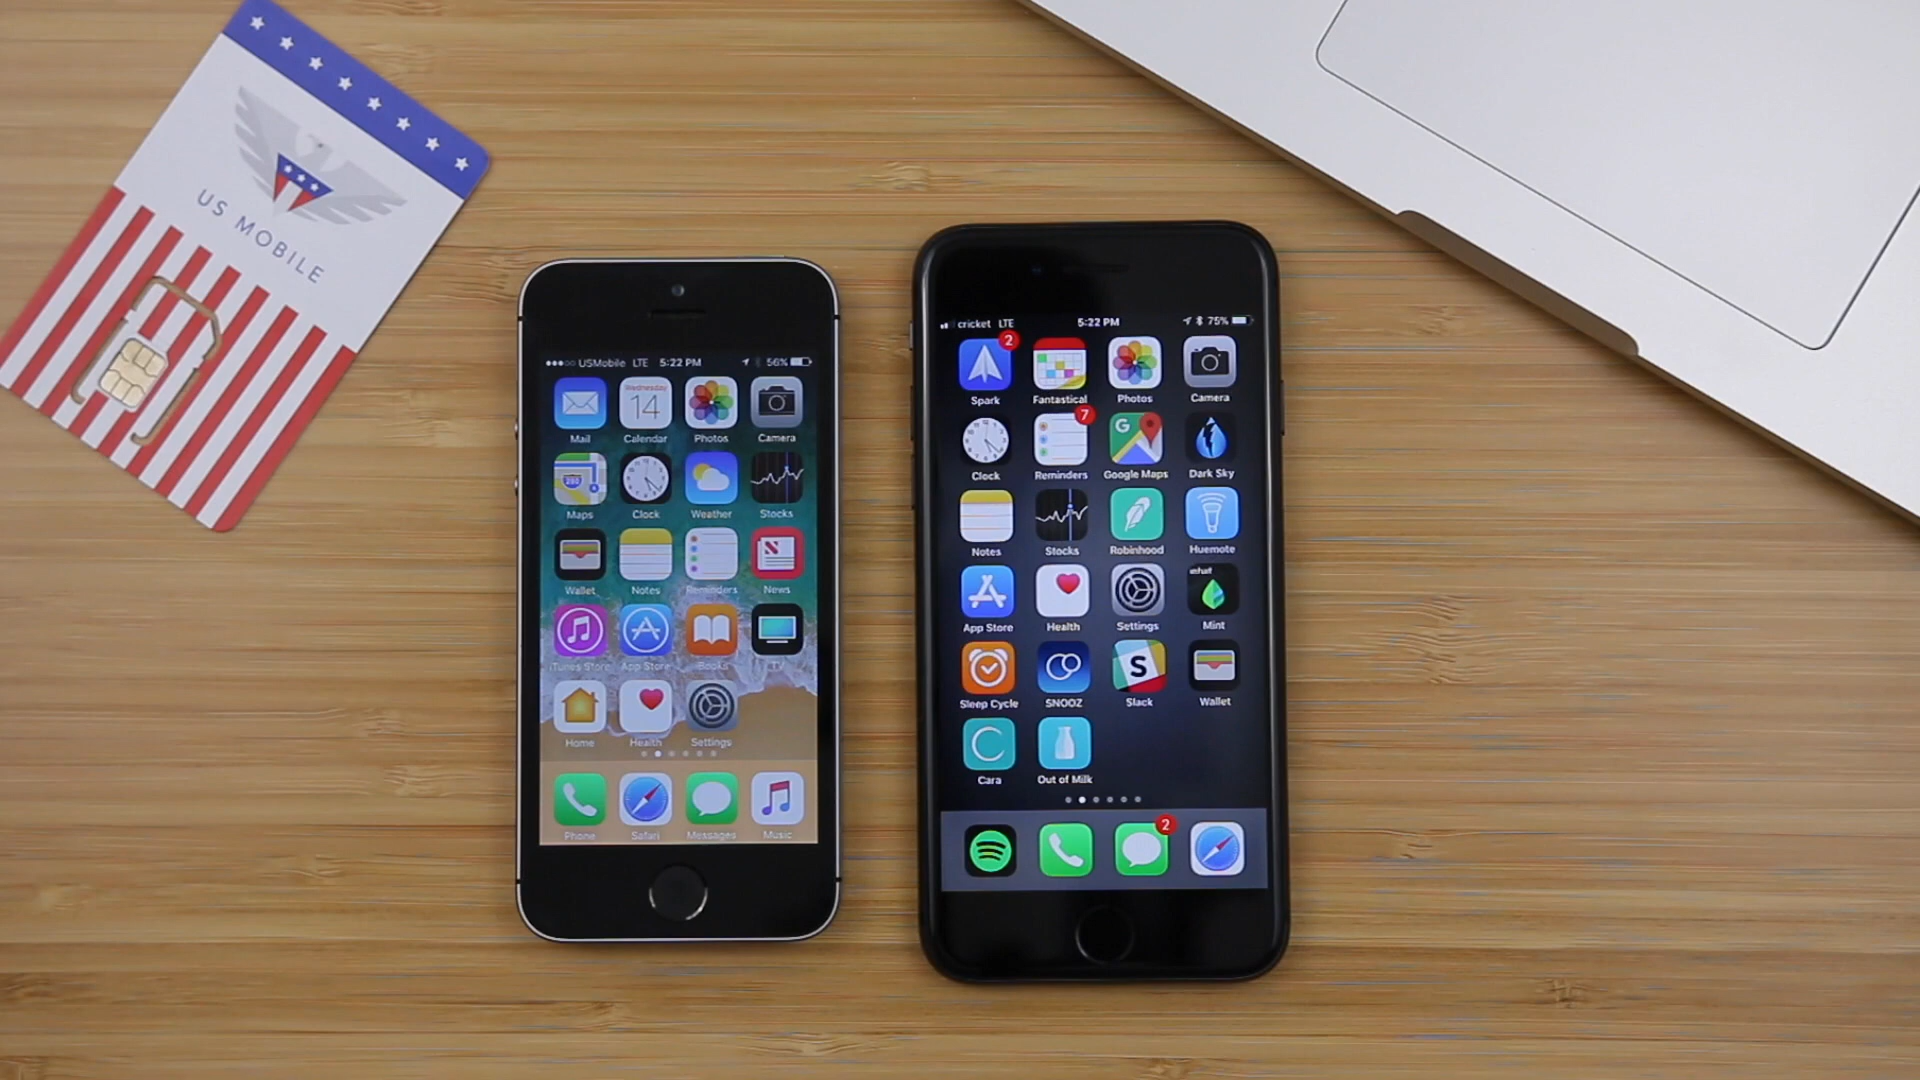 US MOBILE
USMobile LTE 5:22 PM 56%
Wednesday
14
Mail Calendar Photos Camera
280
Maps Clock Weather Stocks
Wallet Notes Reminders News
iTunes Store App Store iBooks TV
Home Health Settings
Phone Safari Messages Music
cricket LTE 5:22 PM 75%
2
Spark Fantastical Photos Camera
7
G
Clock Reminders Google Maps Dark Sky
Notes Stocks Robinhood Huemote
App Store Health Settings Mint
S
Sleep Cycle SNOOZ Slack Wallet
C
Cara Out of Milk
2